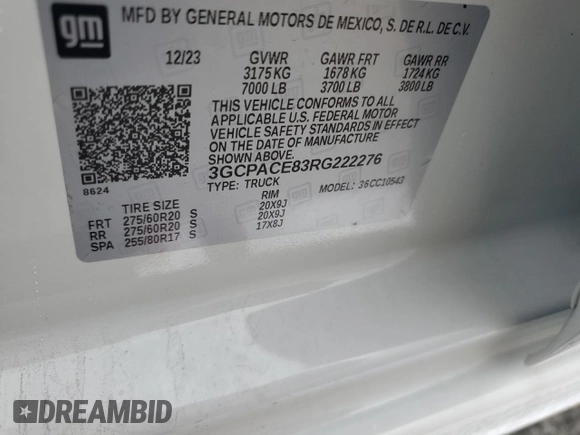 gm
MFD BY GENERAL MOTORS DE MEXICO, S. DE R.L. DE C.V.
12/23 GVWR GAWR FRT GAWR RR
3175 KG 1678 KG 1724 KG
7000 LB 3700 LB 3800 LB
THIS VEHICLE CONFORMS TO ALL
APPLICABLE U.S. FEDERAL MOTOR
VEHICLE SAFETY STANDARDS IN EFFECT
ON THE DATE OF MANUFACTURE
SHOWN ABOVE.
3GCPACE83RG222276
8624
TYPE: TRUCK MODEL: 36CC10543
TIRE SIZE RIM
FRT 275/60R20 S 20X9J
RR 275/60R20 S 20X9J
SPA 255/80R17 S 17X8J
DREAMBID